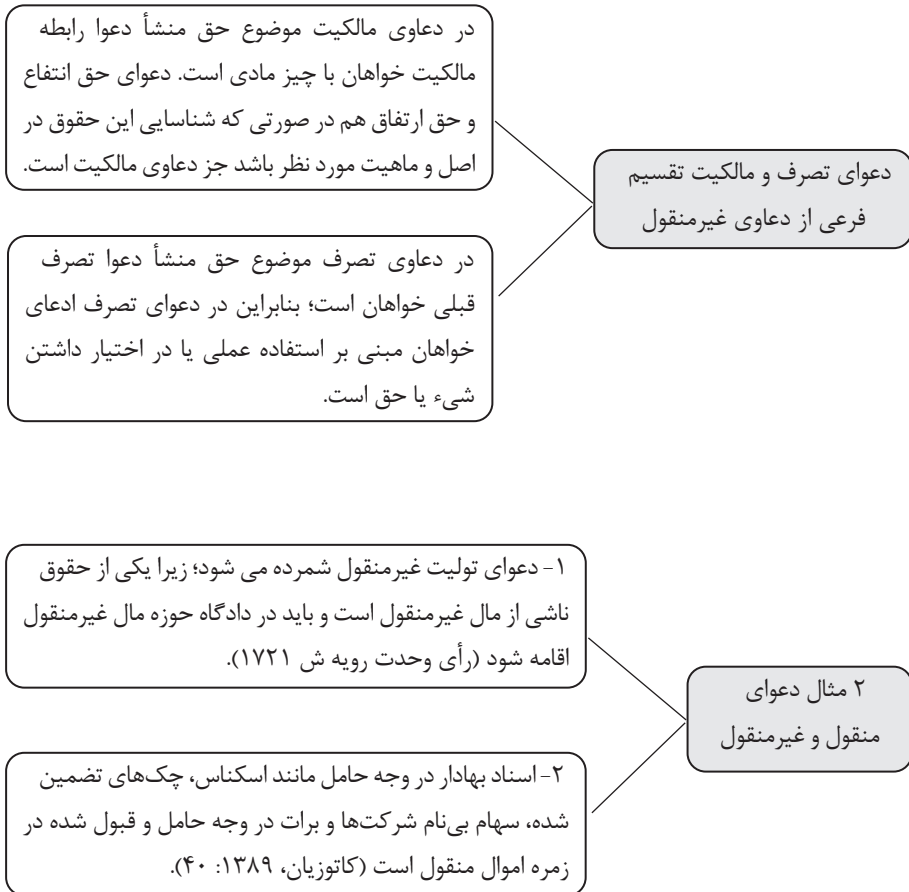 در دعاوی مالکیت موضوع حق منشأ دعوا رابطه
مالکیت خواهان با چیز مادی است. دعوای حق انتفاع
و حق ارتفاق هم در صورتی که شناسایی این حقوق در
اصل و ماهیت مورد نظر باشد جز دعاوی مالکیت است.
دعوای تصرف و مالکیت تقسیم
فرعی از دعاوی غیرمنقول
در دعاوی تصرف موضوع حق منشأ دعوا تصرف
قبلی خواهان است؛ بنابراین در دعوای تصرف ادعای
خواهان مبنی بر استفاده عملی یا در اختیار داشتن
شیء یا حق است.
۱- دعوای تولیت غیرمنقول شمرده می شود؛ زیرا یکی از حقوق
ناشی از مال غیرمنقول است و باید در دادگاه حوزه مال غیرمنقول
اقامه شود (رأی وحدت رویه ش ۱۷۲۱).
۲ مثال دعوای
منقول و غیرمنقول
۲- اسناد بهادار در وجه حامل مانند اسکناس، چک‌های تضمین
شده، سهام بی‌نام شرکت‌ها و برات در وجه حامل و قبول شده در
زمره اموال منقول است (کاتوزیان، ۱۳۸۹: ۴۰).